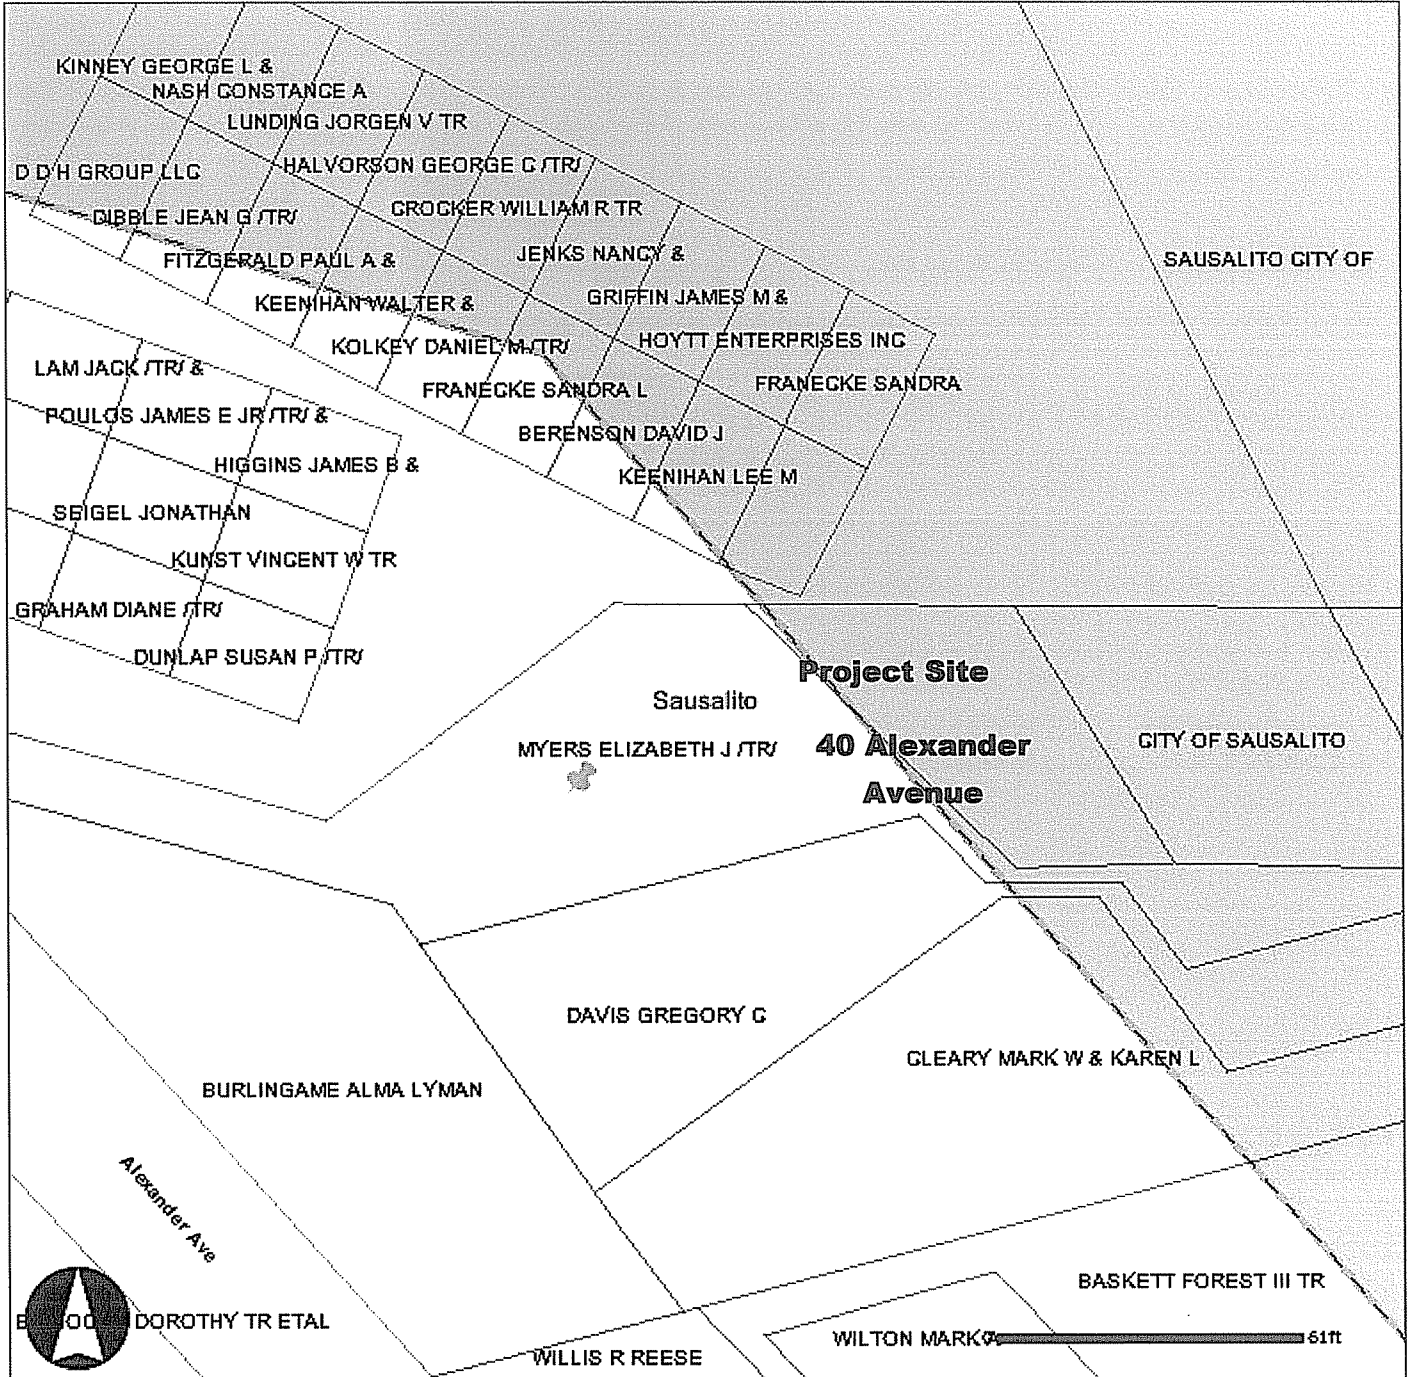 KINNEY GEORGE L &
NASH CONSTANCE A
LUNDING JORGEN V TR
HALVORSON GEORGE C /TR/
D D H GROUP LLC
CROCKER WILLIAM R TR
DIBBLE JEAN G /TR/
JENKS NANCY &
FITZGERALD PAUL A &
SAUSALITO CITY OF
GRIFFIN JAMES M &
KEENIHAN WALTER &
HOYTT ENTERPRISES INC
KOLKEY DANIEL M /TR/
FRANECKE SANDRA
LAM JACK /TR/ &
FRANECKE SANDRA L
POULOS JAMES E JR /TR/ &
BERENSON DAVID J
HIGGINS JAMES B &
KEENIHAN LEE M
SEIGEL JONATHAN
KUNST VINCENT W TR
GRAHAM DIANE /TR/
DUNLAP SUSAN P /TR/
Project Site
Sausalito
MYERS ELIZABETH J /TR/
40 Alexander
Avenue
CITY OF SAUSALITO
DAVIS GREGORY C
CLEARY MARK W & KAREN L
BURLINGAME ALMA LYMAN
Alexander Ave
BASKETT FOREST III TR
DOROTHY TR ETAL
WILTON MARK
61ft
WILLIS R REESE